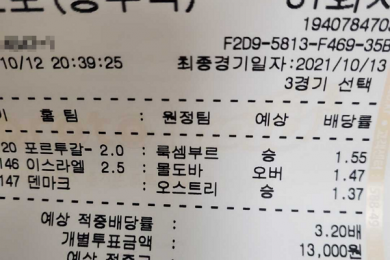 1940784703
F2D9-5813-F469-35B
10/12 20:39:25 최종경기일자:2021/10/13
3경기 선택
홈팀 : 원정팀 예상 배당률
20 포르투갈- 2.0 : 룩셈부르 승 1.55
146 이스라엘 2.5 : 몰도바 오버 1.47
147 덴마크 : 오스트리 승 1.37
예상 적중배당률 : 3.20배
개별투표금액 : 13,000원